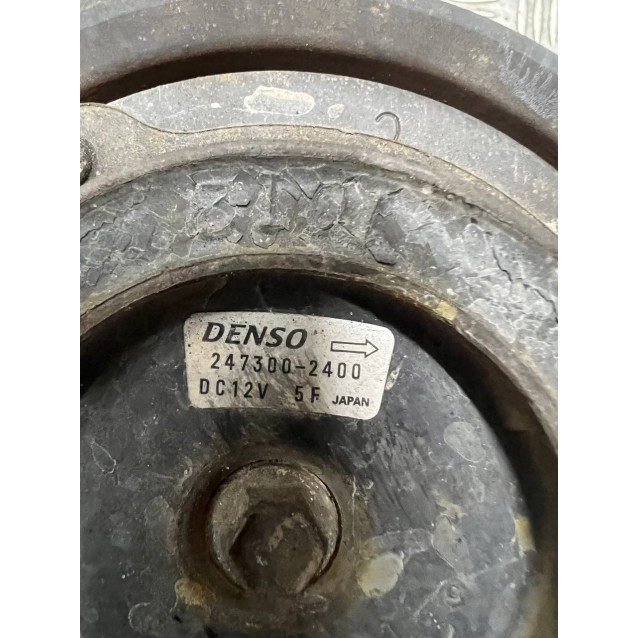 DENSO
247300-2400
DC12V 5F JAPAN